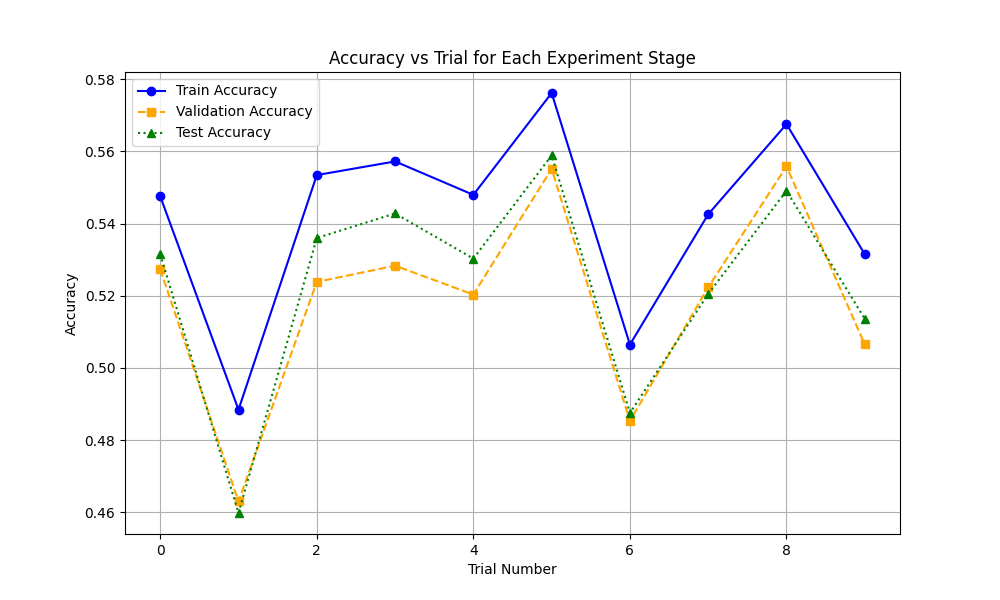 Accuracy vs Trial for Each Experiment Stage
Train Accuracy
Validation Accuracy
Test Accuracy
Accuracy
0.58
0.56
0.54
0.52
0.50
0.48
0.46
0 2 4 6 8
Trial Number